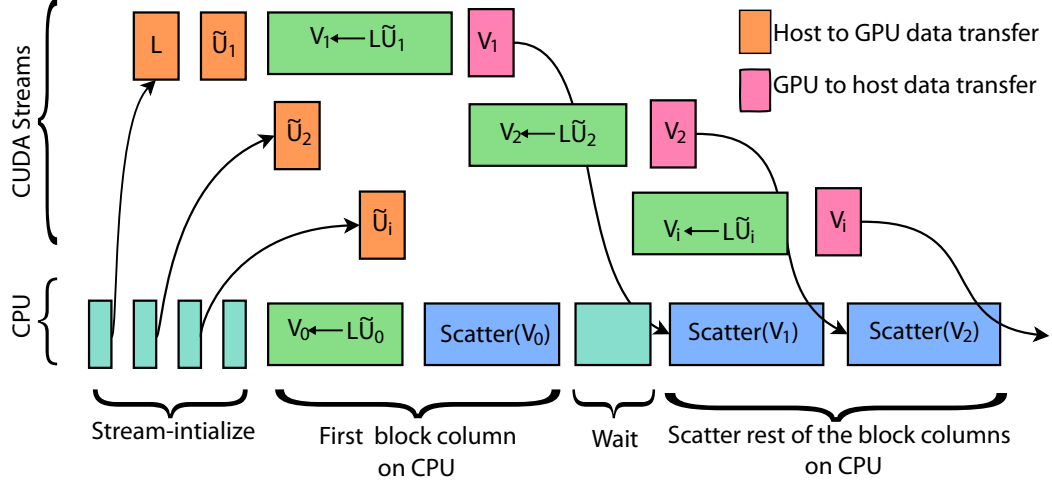 L
Ũ₁
V₁ ← LŨ₁
V₁
Host to GPU data transfer
GPU to host data transfer
CUDA Streams
Ũ₂
V₂ ← LŨ₂
V₂
Ũᵢ
Vᵢ ← LŨᵢ
Vᵢ
CPU
V₀ ← LŨ₀
Scatter(V₀)
Scatter(V₁)
Scatter(V₂)
Stream-intialize
First block column
on CPU
Wait
Scatter rest of the block columns
on CPU